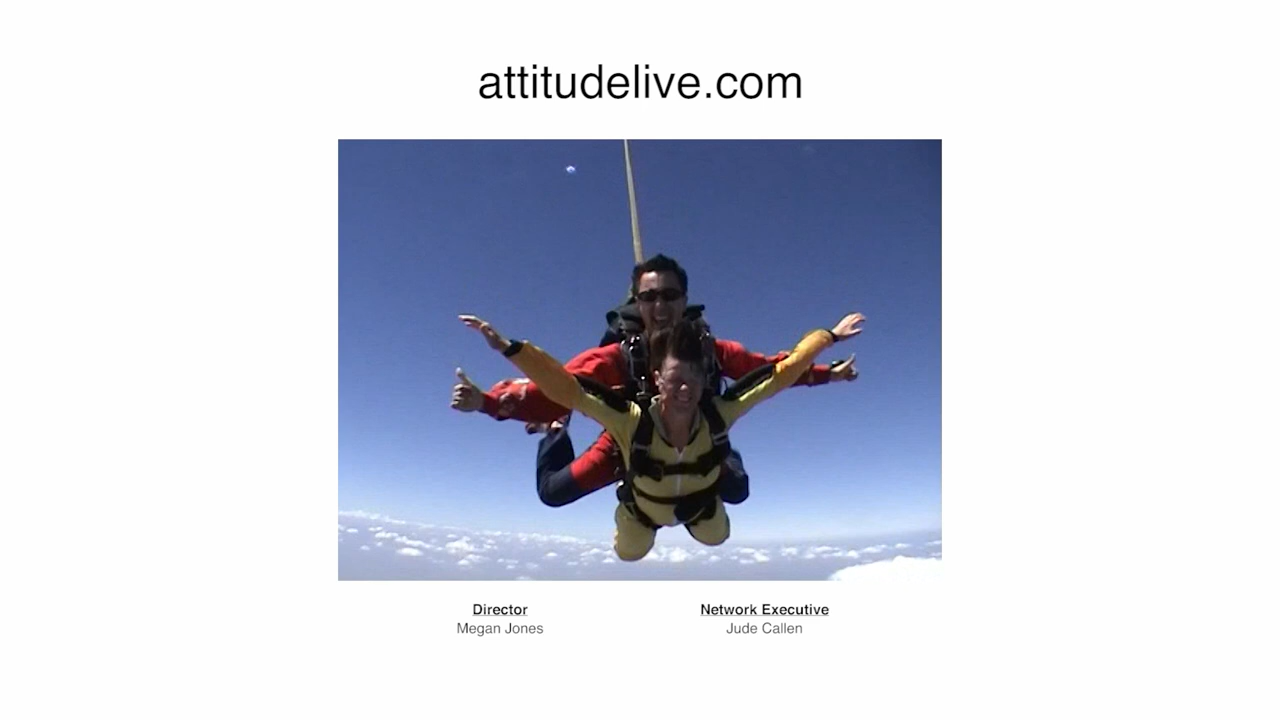 attitudelive.com
Director
Megan Jones
Network Executive
Jude Callen